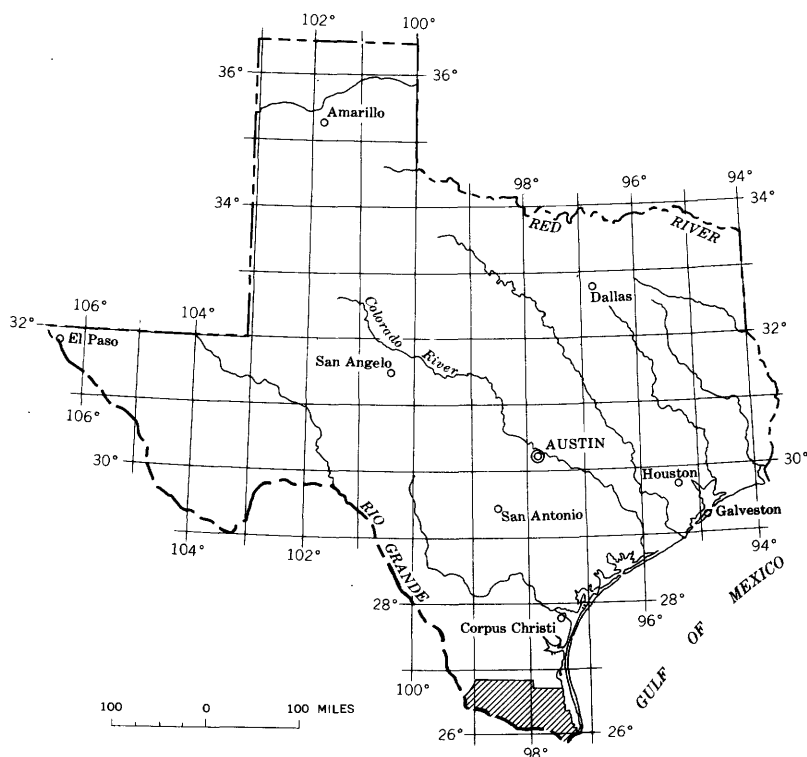 102°
100°
36°
36°
Amarillo
98°
96°
94°
34°
34°
RED
RIVER
Dallas
106°
104°
32°
32°
El Paso
Colorado
River
San Angelo
106°
AUSTIN
30°
Houston
30°
San Antonio
Galveston
RIO
GRANDE
104°
102°
94°
28°
28°
96°
Corpus Christi
GULF OF MEXICO
100°
100 0 100 MILES
26°
26°
98°